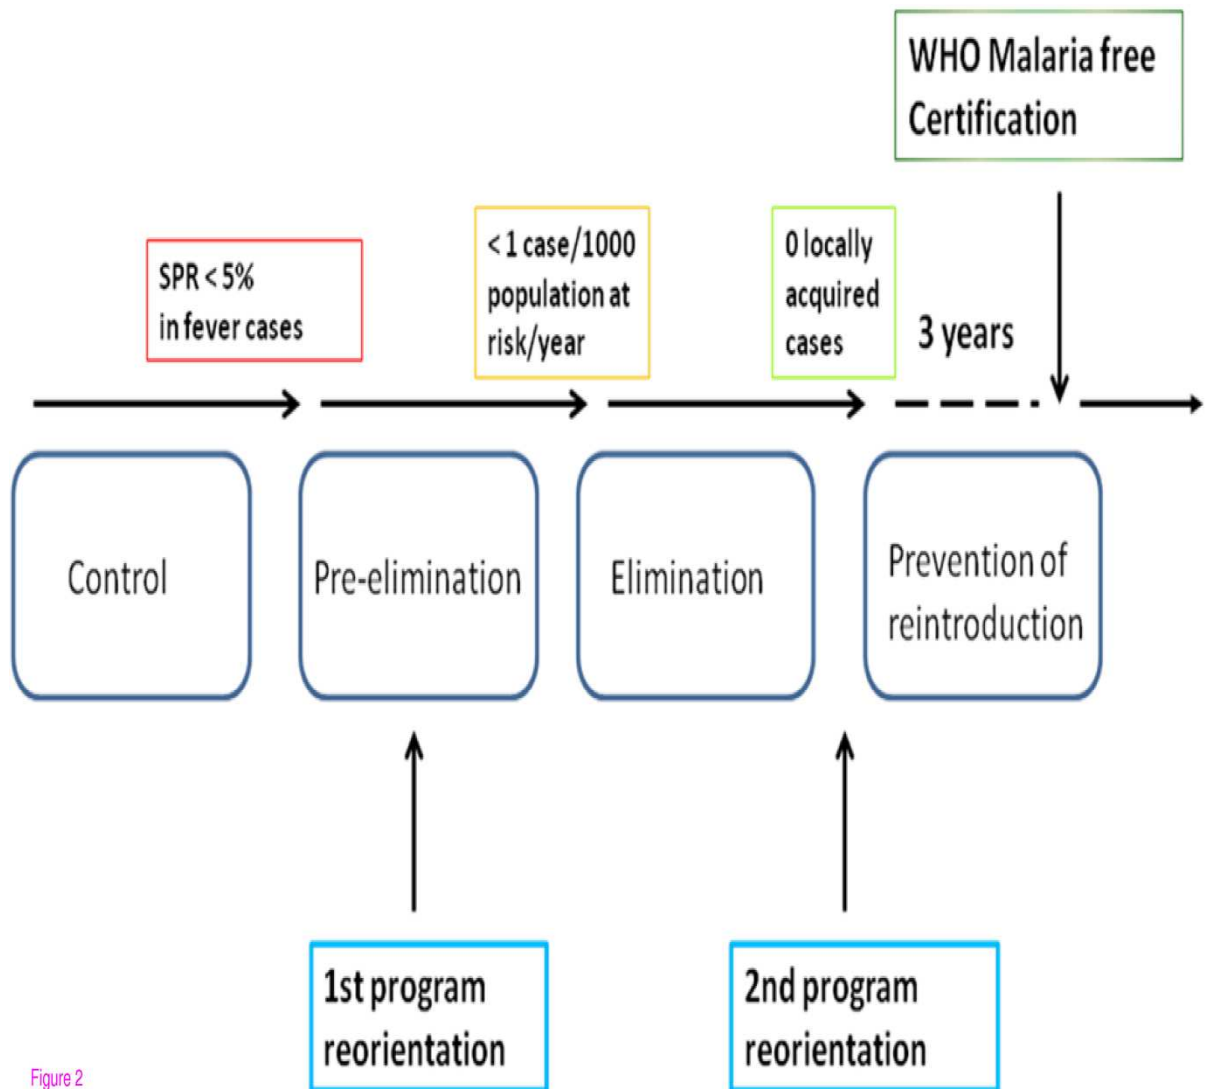 WHO Malaria free
Certification
SPR < 5%
in fever cases
< 1 case/1000
population at
risk/year
0 locally
acquired
cases
3 years
Control
Pre-elimination
Elimination
Prevention of
reintroduction
1st program
reorientation
2nd program
reorientation
Figure 2